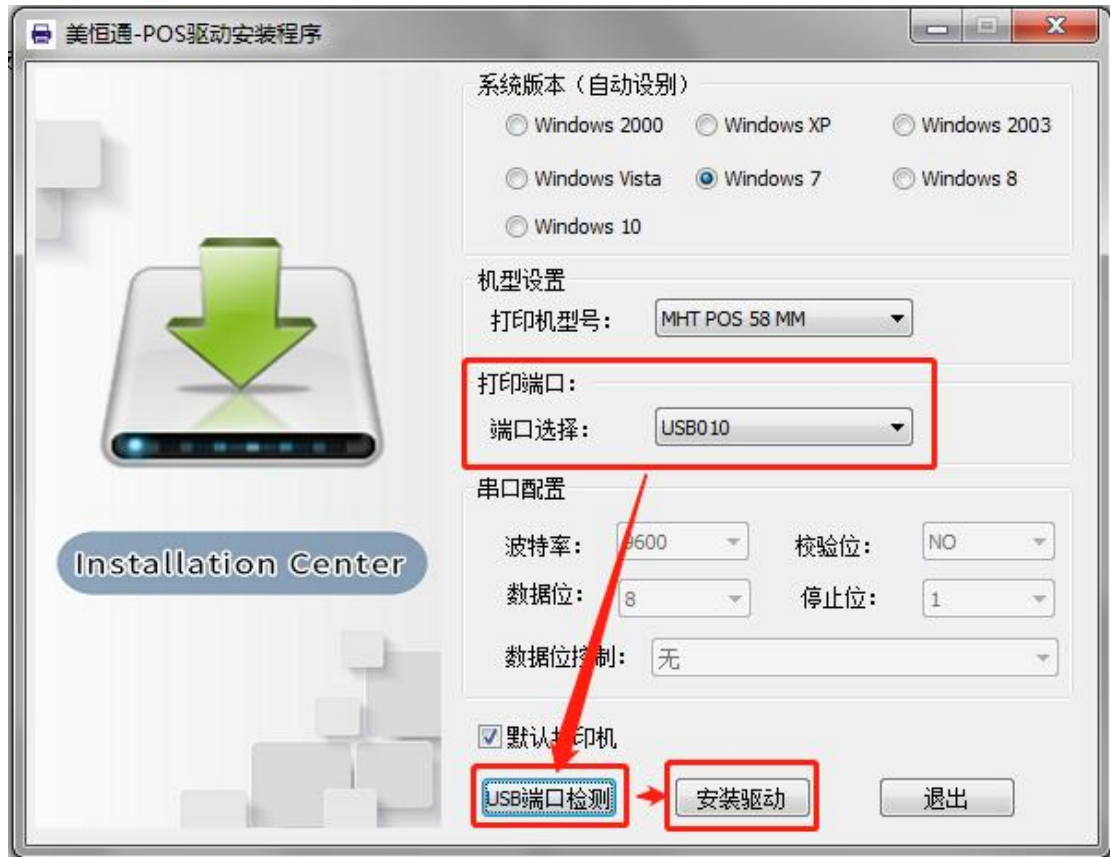 美恒通-POS驱动安装程序
系统版本（自动设别）
Windows 2000 Windows XP Windows 2003
Windows Vista Windows 7 Windows 8
Windows 10
机型设置
打印机型号： MHT POS 58 MM
打印端口：
端口选择： USB010
串口配置
波特率： 9600 校验位： NO
数据位： 8 停止位： 1
数据位控制： 无
Installation Center
默认打印机
USB端口检测 安装驱动 退出